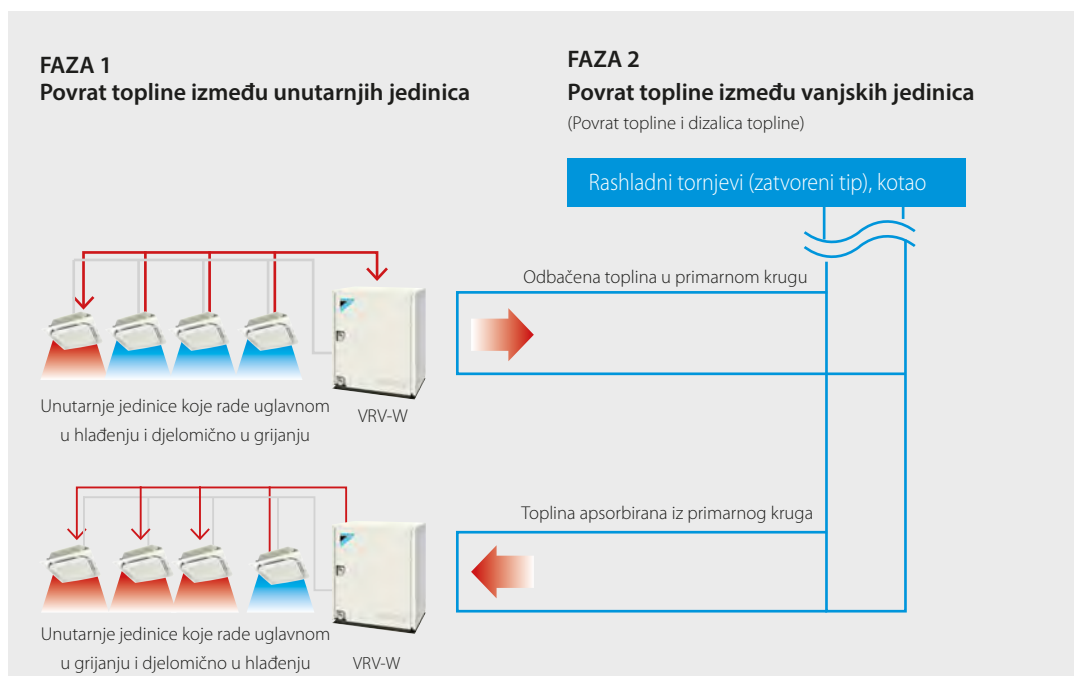 FAZA 1
Povrat topline između unutarnjih jedinica
FAZA 2
Povrat topline između vanjskih jedinica
(Povrat topline i dizalica topline)
Rashladni tornjevi (zatvoreni tip), kotao
Odbačena toplina u primarnom krugu
Unutarnje jedinice koje rade uglavnom
u hlađenju i djelomično u grijanju
VRV-W
Toplina apsorbirana iz primarnog kruga
Unutarnje jedinice koje rade uglavnom
u grijanju i djelomično u hlađenju
VRV-W